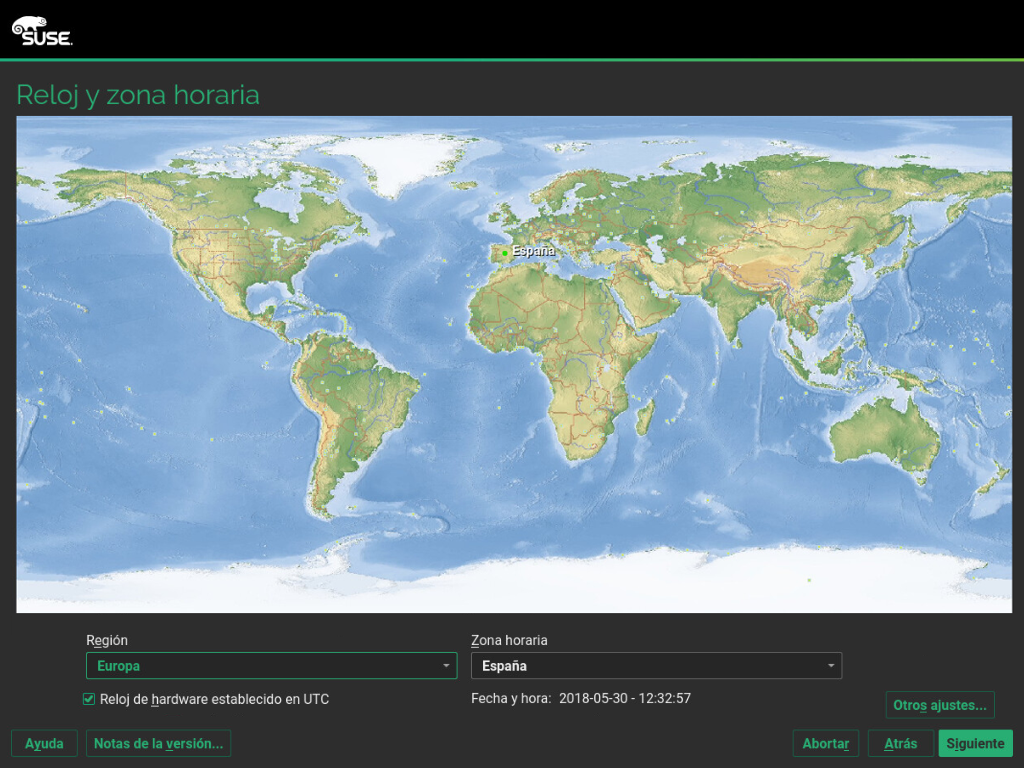 SUSE
Reloj y zona horaria
España
Región
Zona horaria
Europa
España
Reloj de hardware establecido en UTC
Fecha y hora: 2018-05-30 - 12:32:57
Otros ajustes...
Ayuda
Notas de la versión...
Abortar
Atrás
Siguiente